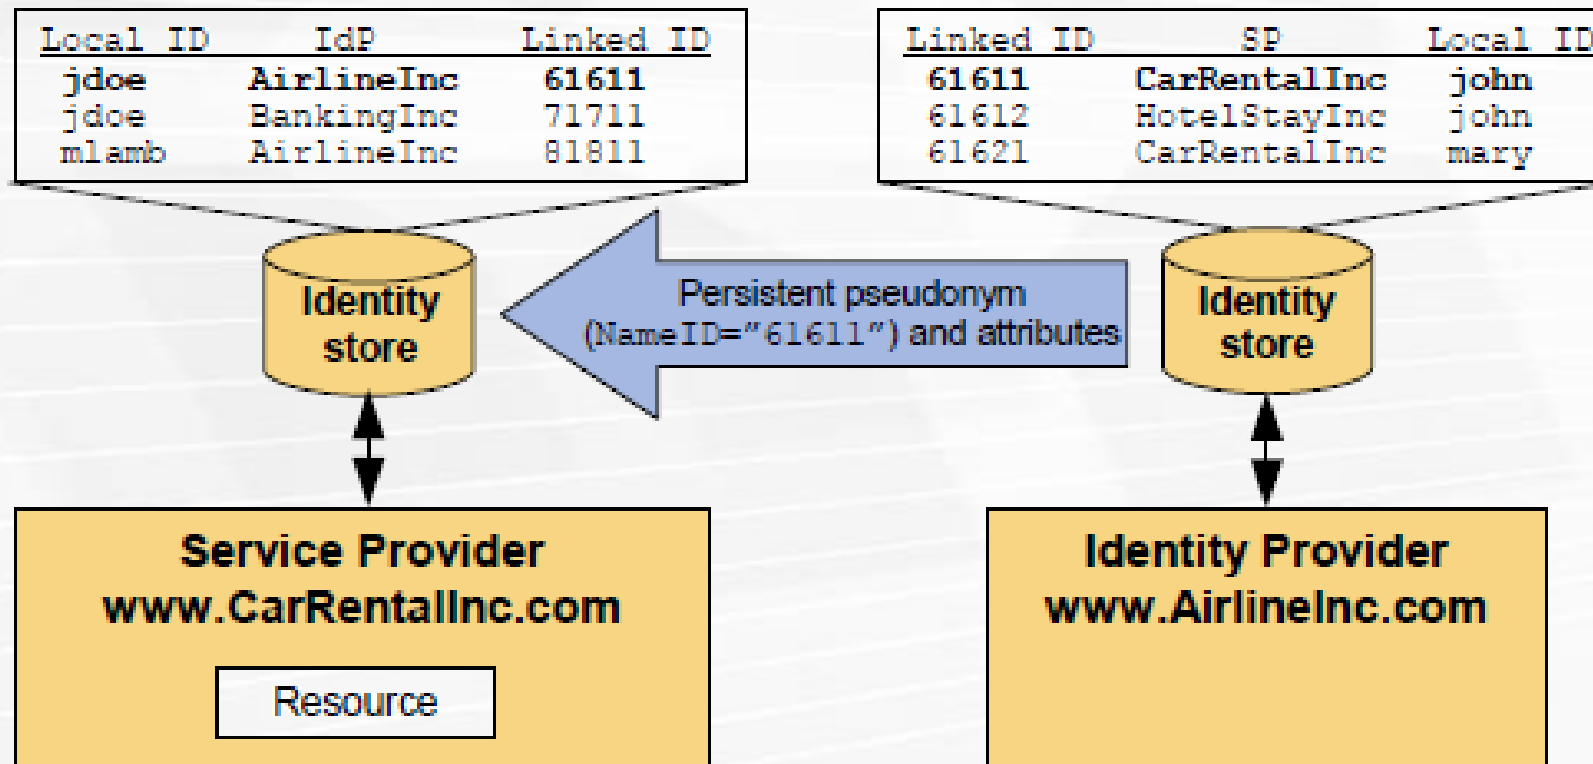 Local ID IdP Linked ID
jdoe AirlineInc 61611
jdoe BankingInc 71711
mlamb AirlineInc 81811
Linked ID SP Local ID
61611 CarRentalInc john
61612 HotelStayInc john
61621 CarRentalInc mary
Identity
store
Persistent pseudonym
(NameID="61611") and attributes
Identity
store
Service Provider
www.CarRentalInc.com
Resource
Identity Provider
www.AirlineInc.com